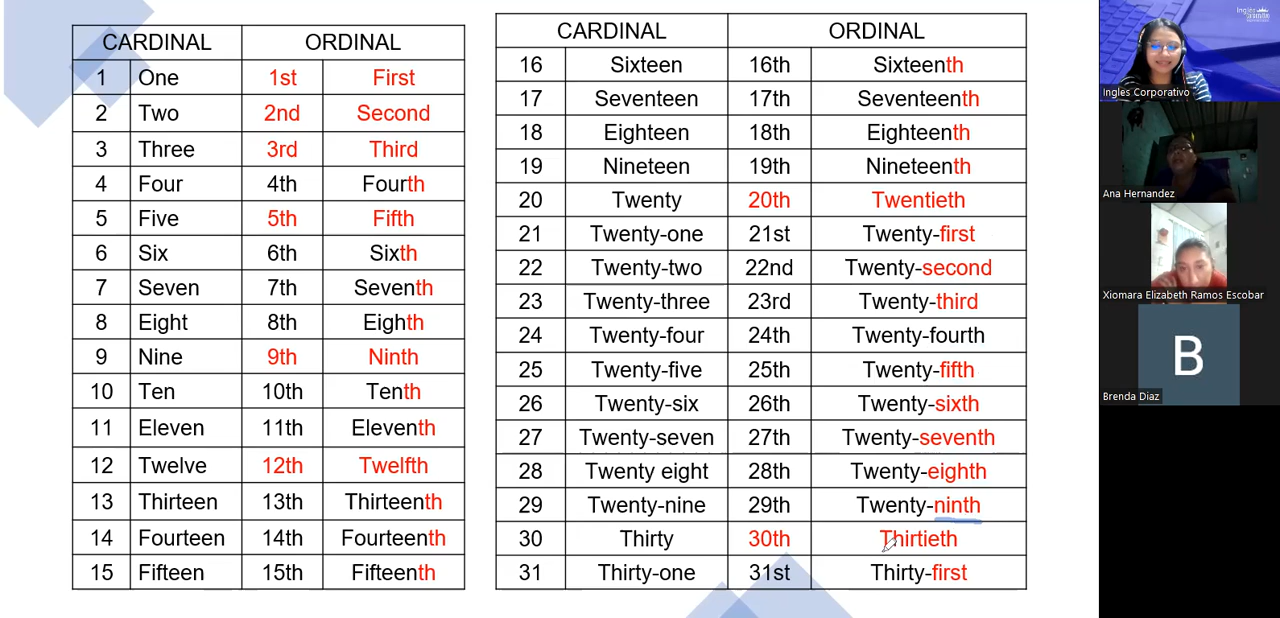 CARDINAL ORDINAL
1 One 1st First
2 Two 2nd Second
3 Three 3rd Third
4 Four 4th Fourth
5 Five 5th Fifth
6 Six 6th Sixth
7 Seven 7th Seventh
8 Eight 8th Eighth
9 Nine 9th Ninth
10 Ten 10th Tenth
11 Eleven 11th Eleventh
12 Twelve 12th Twelfth
13 Thirteen 13th Thirteenth
14 Fourteen 14th Fourteenth
15 Fifteen 15th Fifteenth
CARDINAL ORDINAL
16 Sixteen 16th Sixteenth
17 Seventeen 17th Seventeenth
18 Eighteen 18th Eighteenth
19 Nineteen 19th Nineteenth
20 Twenty 20th Twentieth
21 Twenty-one 21st Twenty-first
22 Twenty-two 22nd Twenty-second
23 Twenty-three 23rd Twenty-third
24 Twenty-four 24th Twenty-fourth
25 Twenty-five 25th Twenty-fifth
26 Twenty-six 26th Twenty-sixth
27 Twenty-seven 27th Twenty-seventh
28 Twenty eight 28th Twenty-eighth
29 Twenty-nine 29th Twenty-ninth
30 Thirty 30th Thirtieth
31 Thirty-one 31st Thirty-first
Ingles
Ingles Corporativo
Ana Hernandez
Xiomara Elizabeth Ramos Escobar
B
Brenda Diaz